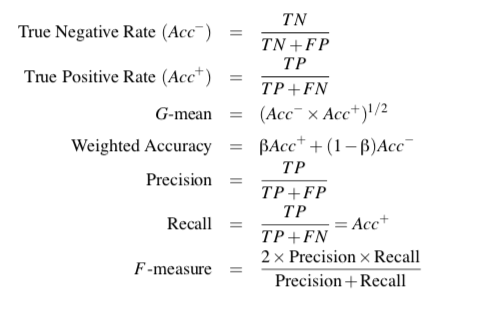 True Negative Rate (Acc⁻) = TN / (TN + FP)
True Positive Rate (Acc⁺) = TP / (TP + FN)
G-mean = (Acc⁻ × Acc⁺)^{1/2}
Weighted Accuracy = βAcc⁺ + (1 − β)Acc⁻
Precision = TP / (TP + FP)
Recall = TP / (TP + FN) = Acc⁺
F-measure = 2 × Precision × Recall / (Precision + Recall)